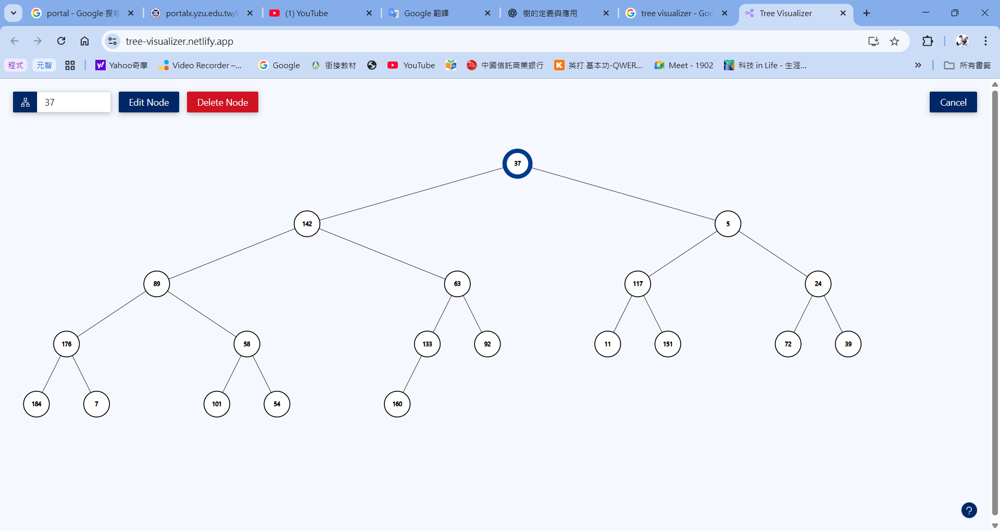 portal - Google 搜尋
portalx.yzu.edu.tw/
(1) YouTube
Google 翻譯
樹的定義與應用
tree visualizer - Goo
Tree Visualizer
tree-visualizer.netlify.app
程式
元智
Yahoo奇摩
Video Recorder –...
Google
銜接教材
YouTube
中國信託商業銀行
英打 基本功-QWER...
Meet - 1902
科技 in Life - 生涯...
所有書籤
37
Edit Node
Delete Node
Cancel
37
142
5
89
63
117
24
176
58
133
92
11
151
72
39
184
7
101
54
160
?